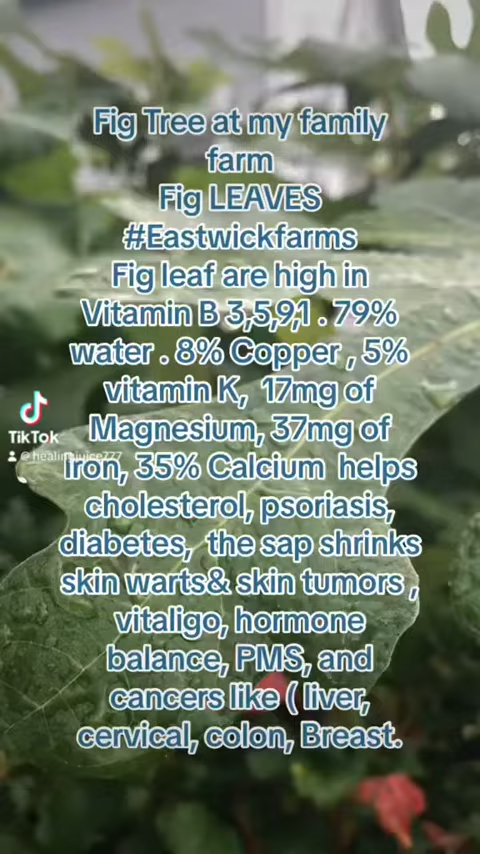 Fig Tree at my family
farm
Fig LEAVES
#Eastwickfarms
Fig leaf are high in
Vitamin B 3,5,9,1 . 79%
water . 8% Copper , 5%
vitamin K, 17mg of
Magnesium, 37mg of
Iron, 35% Calcium helps
cholesterol, psoriasis,
diabetes, the sap shrinks
skin warts& skin tumors ,
vitaligo, hormone
balance, PMS, and
cancers like ( liver,
cervical, colon, Breast.
TikTok
@healingjuice777